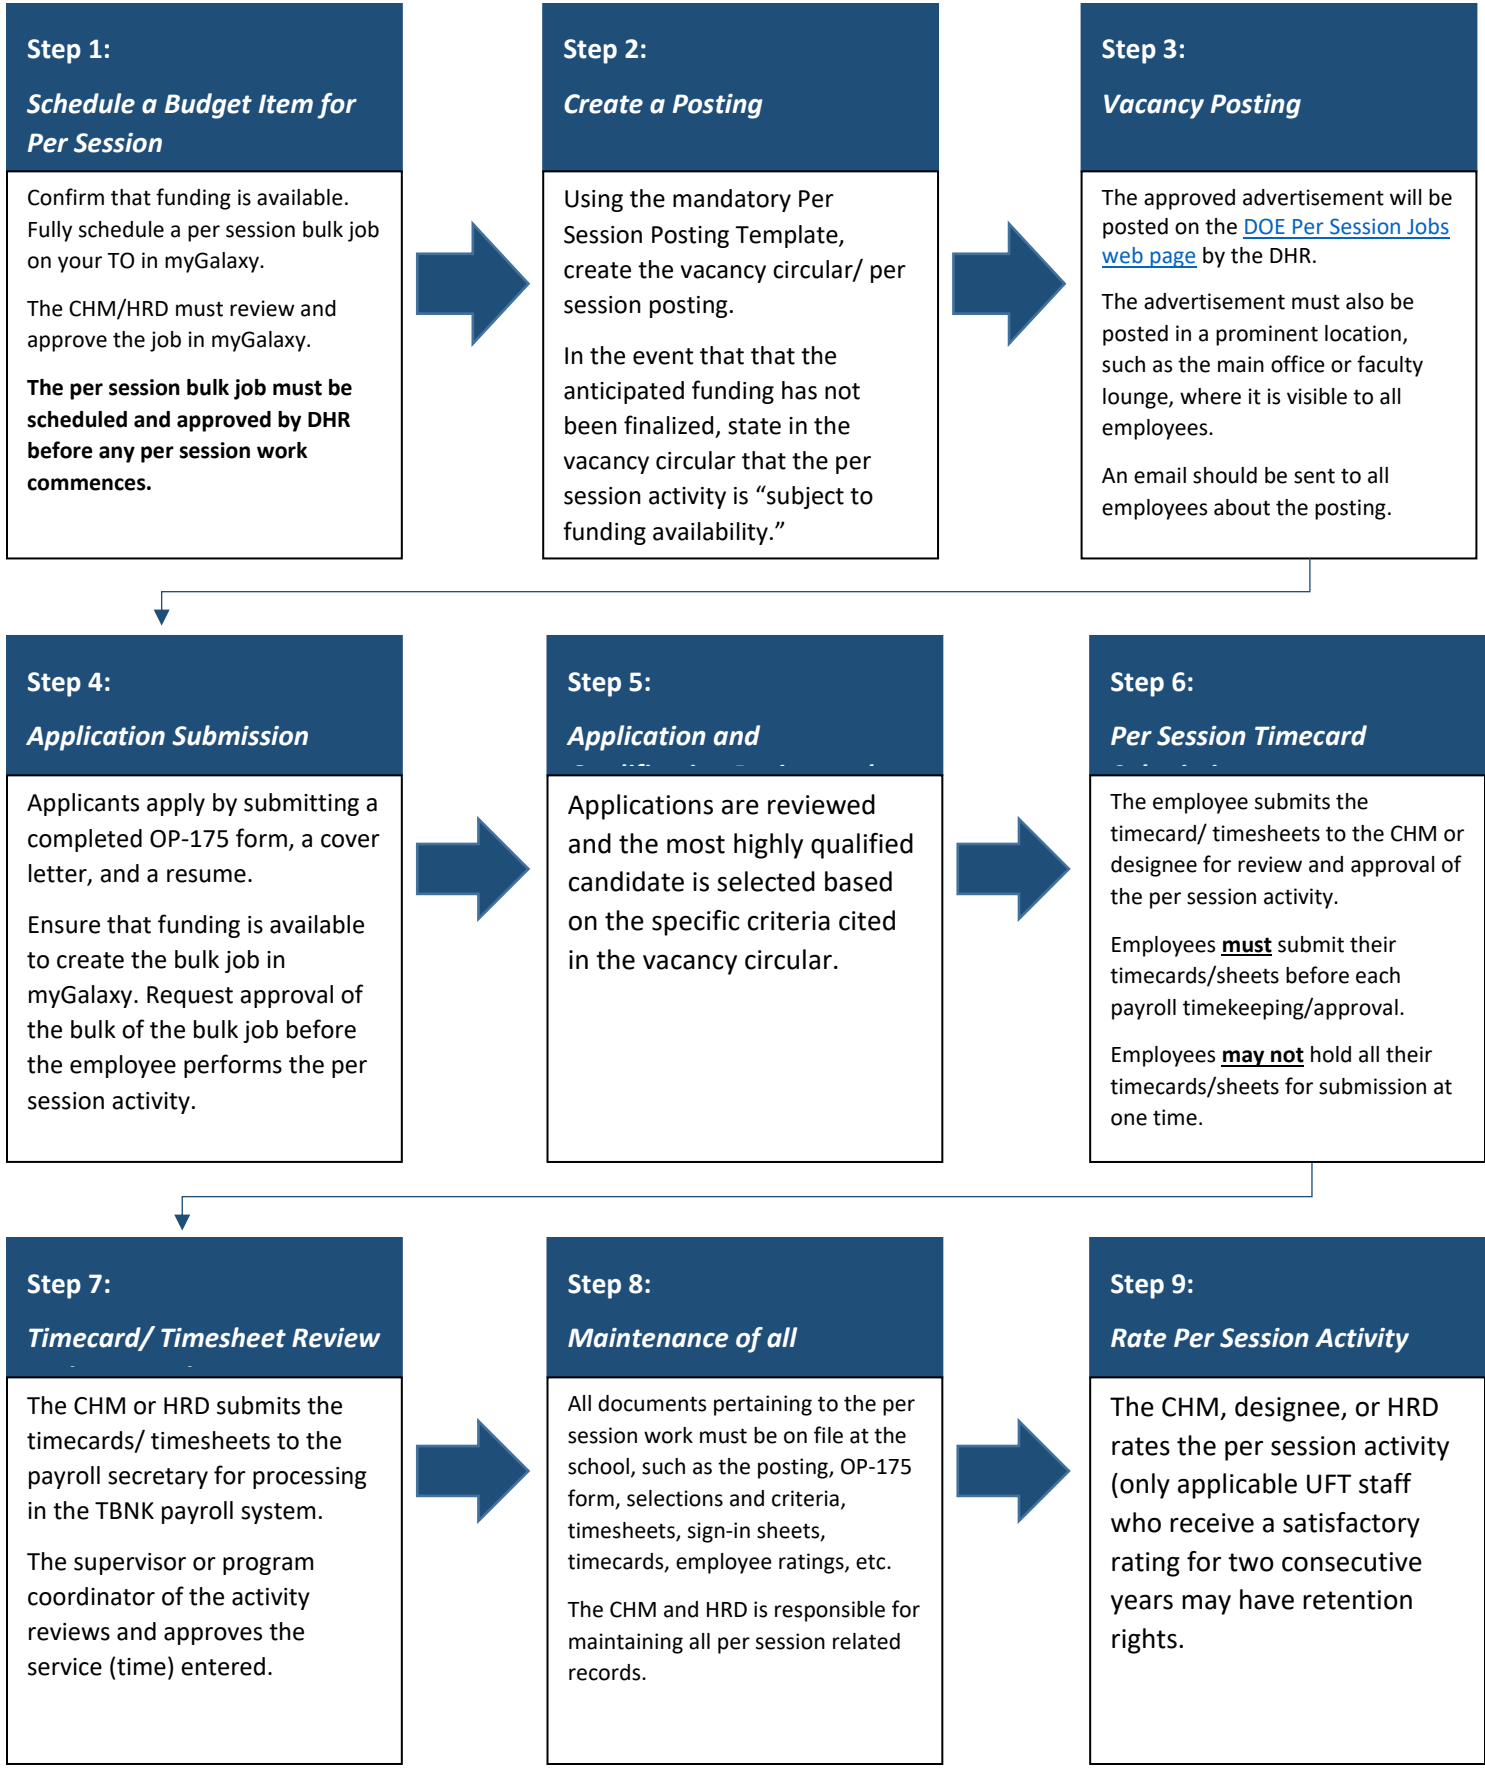 Step 1:
Schedule a Budget Item for
Per Session
Confirm that funding is available.
Fully schedule a per session bulk job
on your TO in myGalaxy.
The CHM/HRD must review and
approve the job in myGalaxy.
The per session bulk job must be
scheduled and approved by DHR
before any per session work
commences.
Step 2:
Create a Posting
Using the mandatory Per
Session Posting Template,
create the vacancy circular/ per
session posting.
In the event that that the
anticipated funding has not
been finalized, state in the
vacancy circular that the per
session activity is “subject to
funding availability.”
Step 3:
Vacancy Posting
The approved advertisement will be
posted on the DOE Per Session Jobs
web page by the DHR.
The advertisement must also be
posted in a prominent location,
such as the main office or faculty
lounge, where it is visible to all
employees.
An email should be sent to all
employees about the posting.
Step 4:
Application Submission
Applicants apply by submitting a
completed OP-175 form, a cover
letter, and a resume.
Ensure that funding is available
to create the bulk job in
myGalaxy. Request approval of
the bulk of the bulk job before
the employee performs the per
session activity.
Step 5:
Application and
Applications are reviewed
and the most highly qualified
candidate is selected based
on the specific criteria cited
in the vacancy circular.
Step 6:
Per Session Timecard
The employee submits the
timecard/ timesheets to the CHM or
designee for review and approval of
the per session activity.
Employees must submit their
timecards/sheets before each
payroll timekeeping/approval.
Employees may not hold all their
timecards/sheets for submission at
one time.
Step 7:
Timecard/ Timesheet Review
The CHM or HRD submits the
timecards/ timesheets to the
payroll secretary for processing
in the TBNK payroll system.
The supervisor or program
coordinator of the activity
reviews and approves the
service (time) entered.
Step 8:
Maintenance of all
All documents pertaining to the per
session work must be on file at the
school, such as the posting, OP-175
form, selections and criteria,
timesheets, sign-in sheets,
timecards, employee ratings, etc.
The CHM and HRD is responsible for
maintaining all per session related
records.
Step 9:
Rate Per Session Activity
The CHM, designee, or HRD
rates the per session activity
(only applicable UFT staff
who receive a satisfactory
rating for two consecutive
years may have retention
rights.